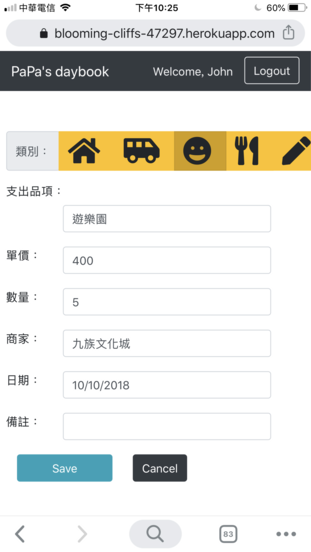 中華電信 下午10:25 60%
blooming-cliffs-47297.herokuapp.com
PaPa's daybook Welcome, John Logout
類別：
支出品項：
遊樂園
單價： 400
數量： 5
商家： 九族文化城
日期： 10/10/2018
備註：
Save Cancel
83